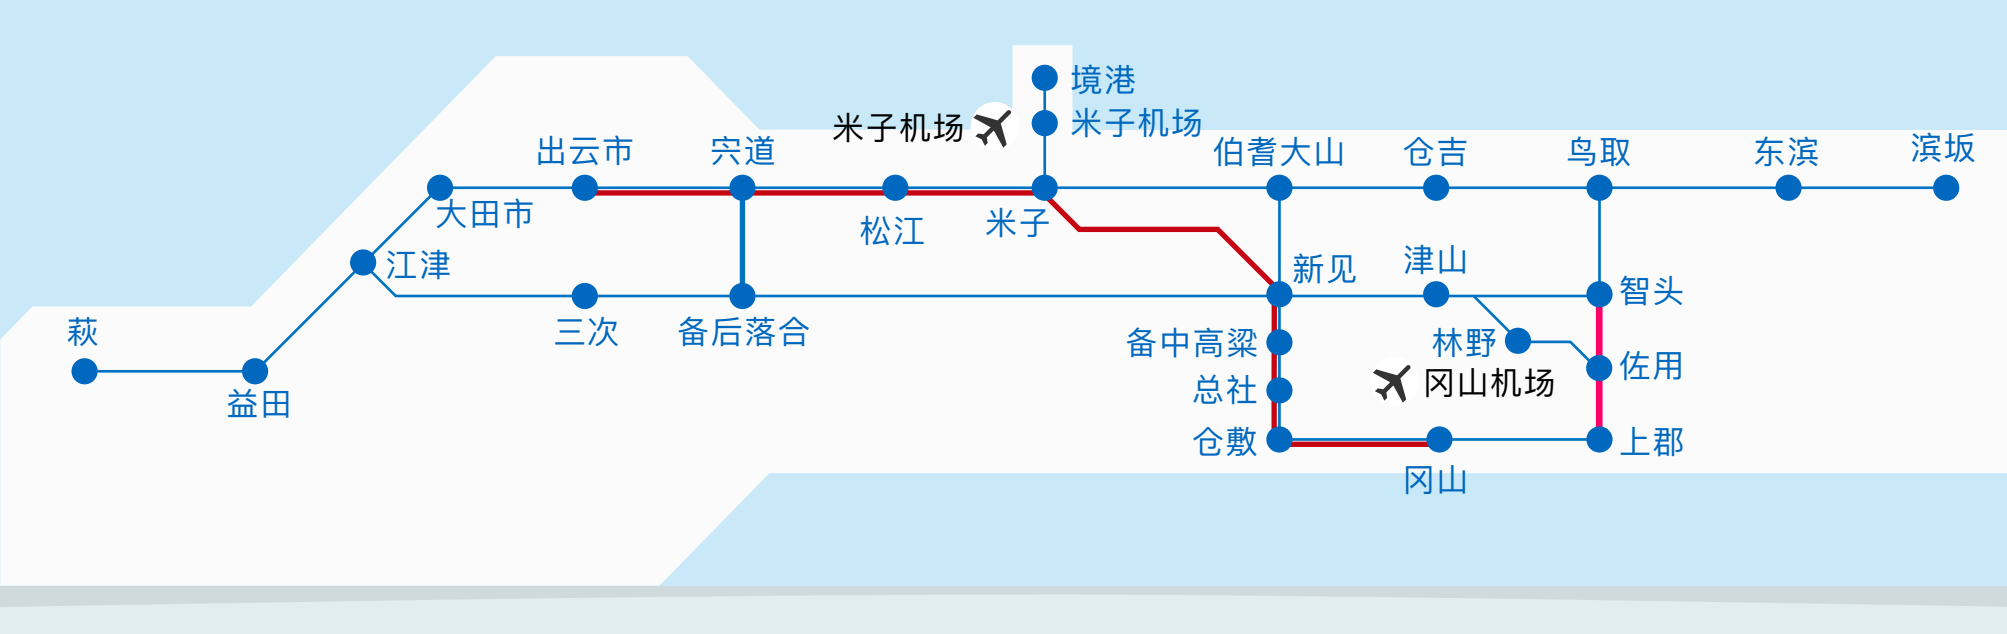 境港
米子机场
米子机场
出云市
宍道
伯耆大山
仓吉
鸟取
东滨
滨坂
大田市
松江
米子
江津
新见
津山
智头
萩
三次
备后落合
备中高梁
林野
佐用
总社
冈山机场
益田
仓敷
上郡
冈山